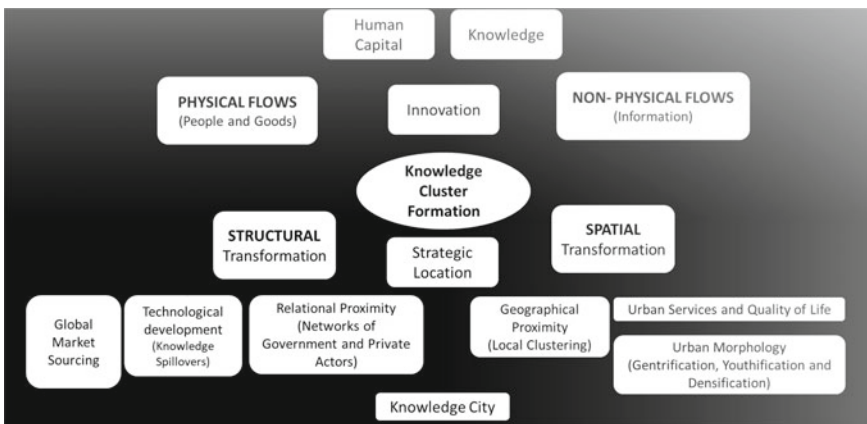 Human
Capital
Knowledge
PHYSICAL FLOWS
(People and Goods)
Innovation
NON- PHYSICAL FLOWS
(Information)
Knowledge
Cluster
Formation
STRUCTURAL
Transformation
Strategic
Location
SPATIAL
Transformation
Global
Market
Sourcing
Technological
development
(Knowledge
Spillovers)
Relational Proximity
(Networks of
Government and Private
Actors)
Geographical
Proximity
(Local Clustering)
Urban Services and Quality of Life
Urban Morphology
(Gentrification, Youthification and
Densification)
Knowledge City